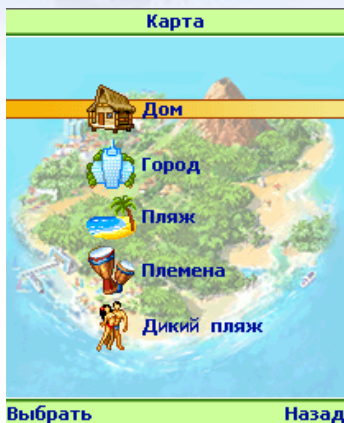 Карта
Дом
Город
Пляж
Племена
Дикий пляж
Выбрать Назад